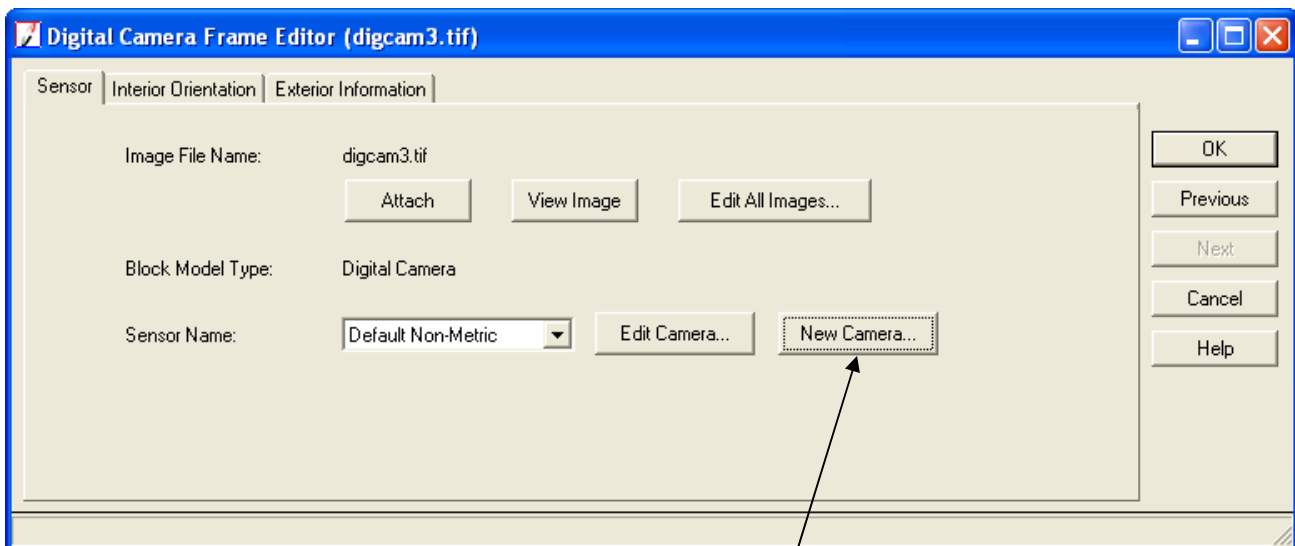 Digital Camera Frame Editor (digcam3.tif)
Sensor Interior Orientation Exterior Information
Image File Name: digcam3.tif
Attach View Image Edit All Images...
Block Model Type: Digital Camera
Sensor Name: Default Non-Metric Edit Camera... New Camera...
OK
Previous
Next
Cancel
Help